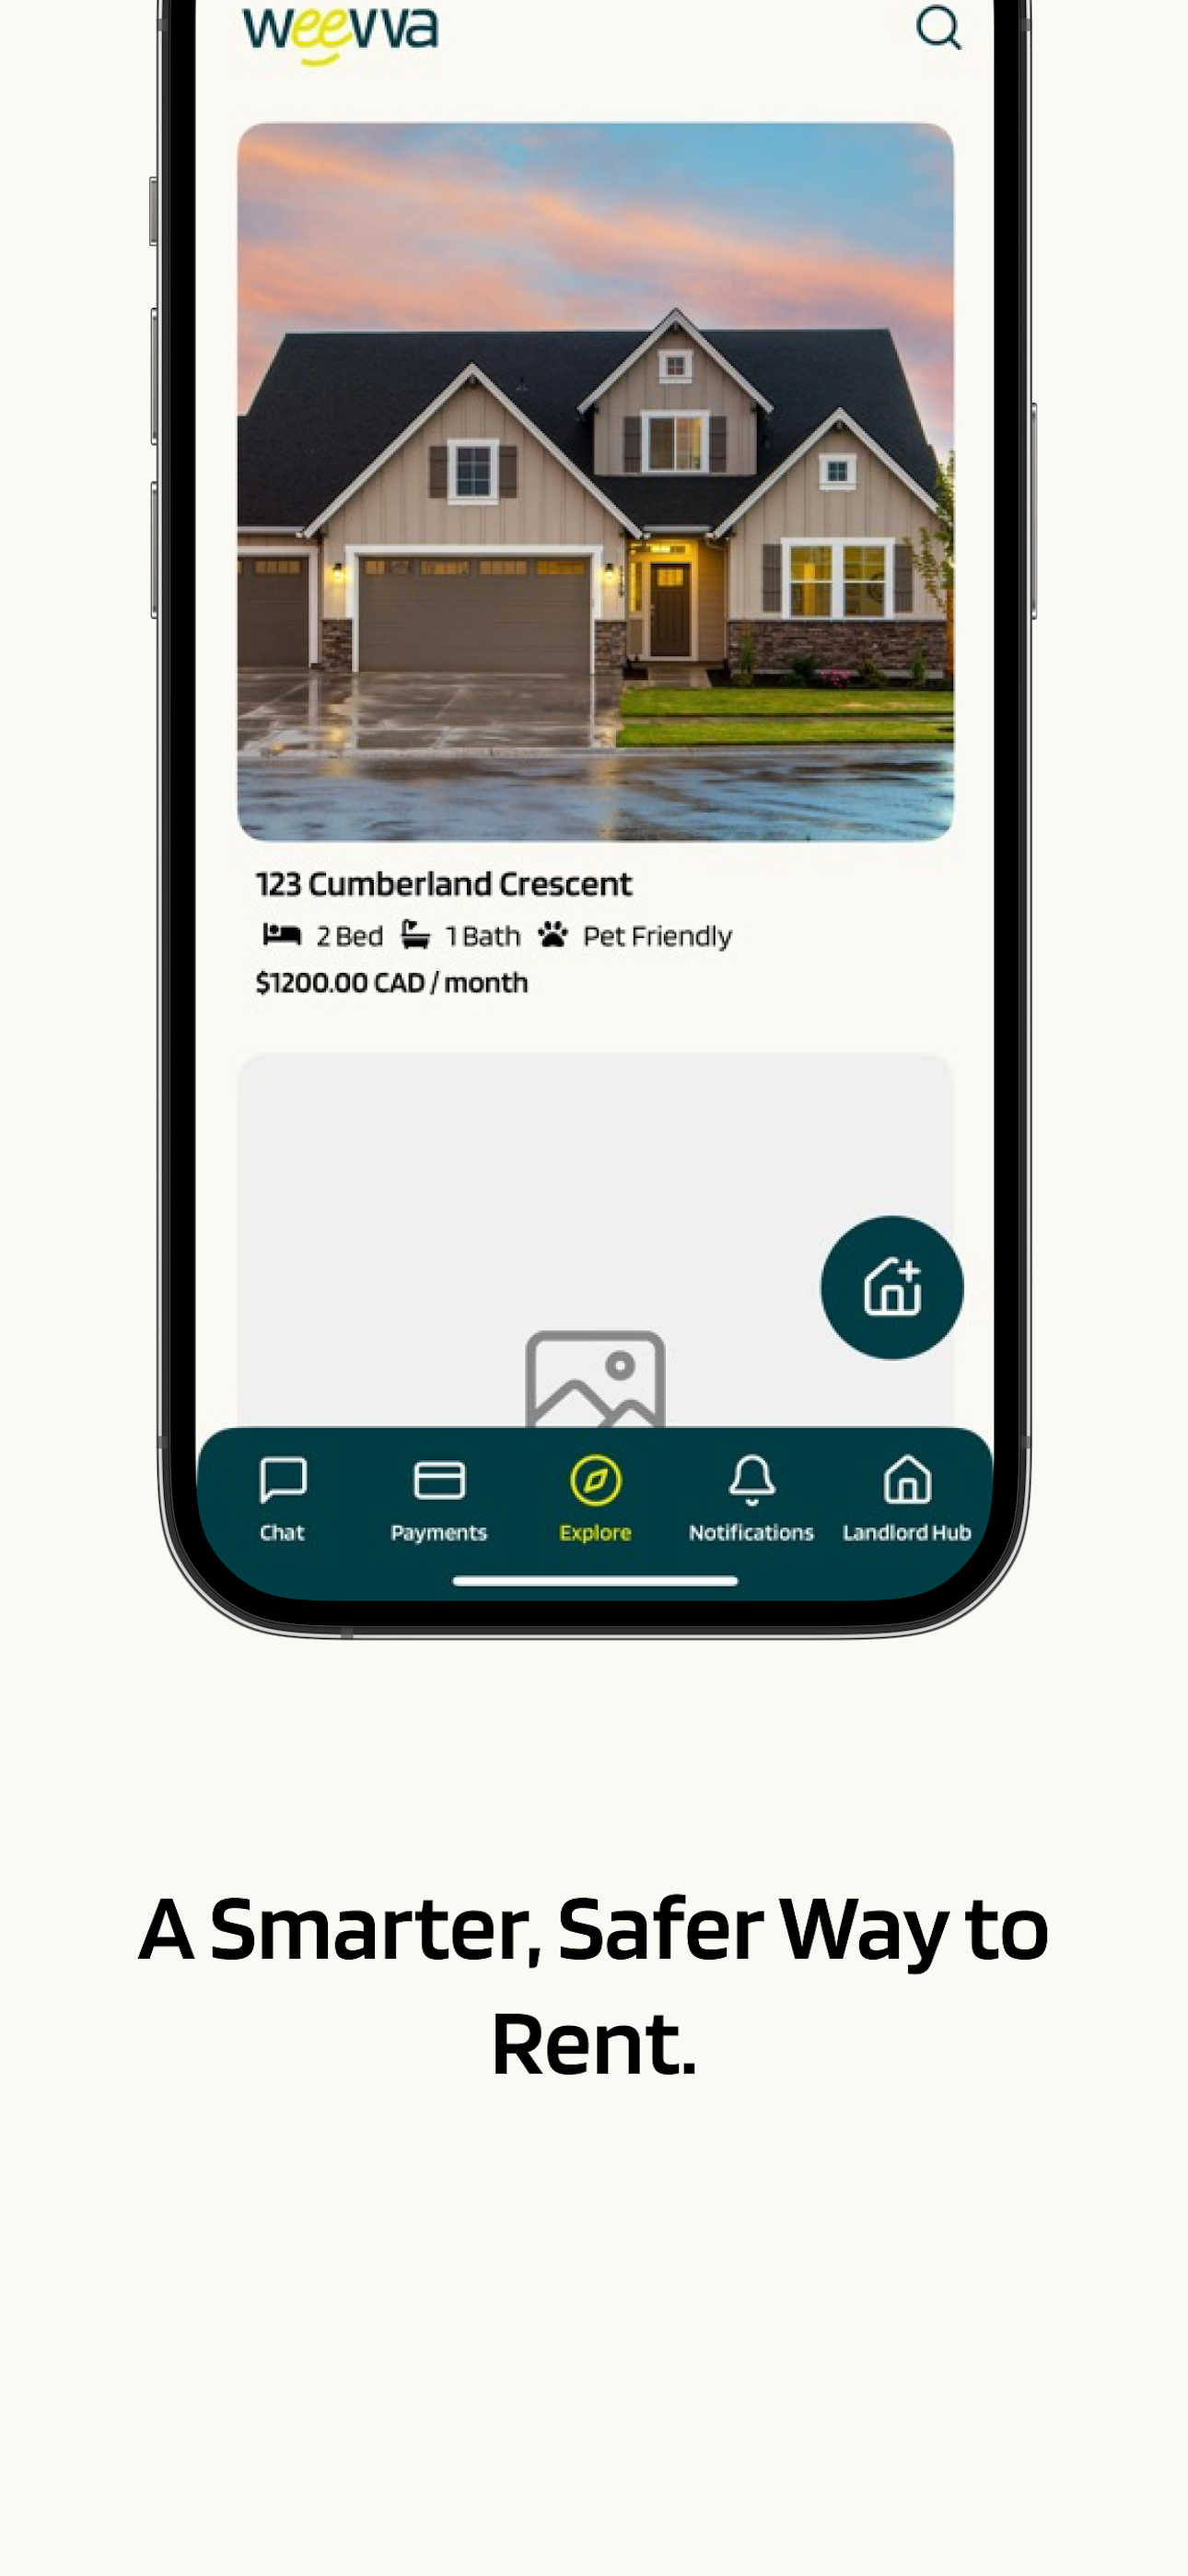 weevva
123 Cumberland Crescent
2 Bed 1 Bath Pet Friendly
$1200.00 CAD / month
Chat Payments Explore Notifications Landlord Hub
A Smarter, Safer Way to
Rent.